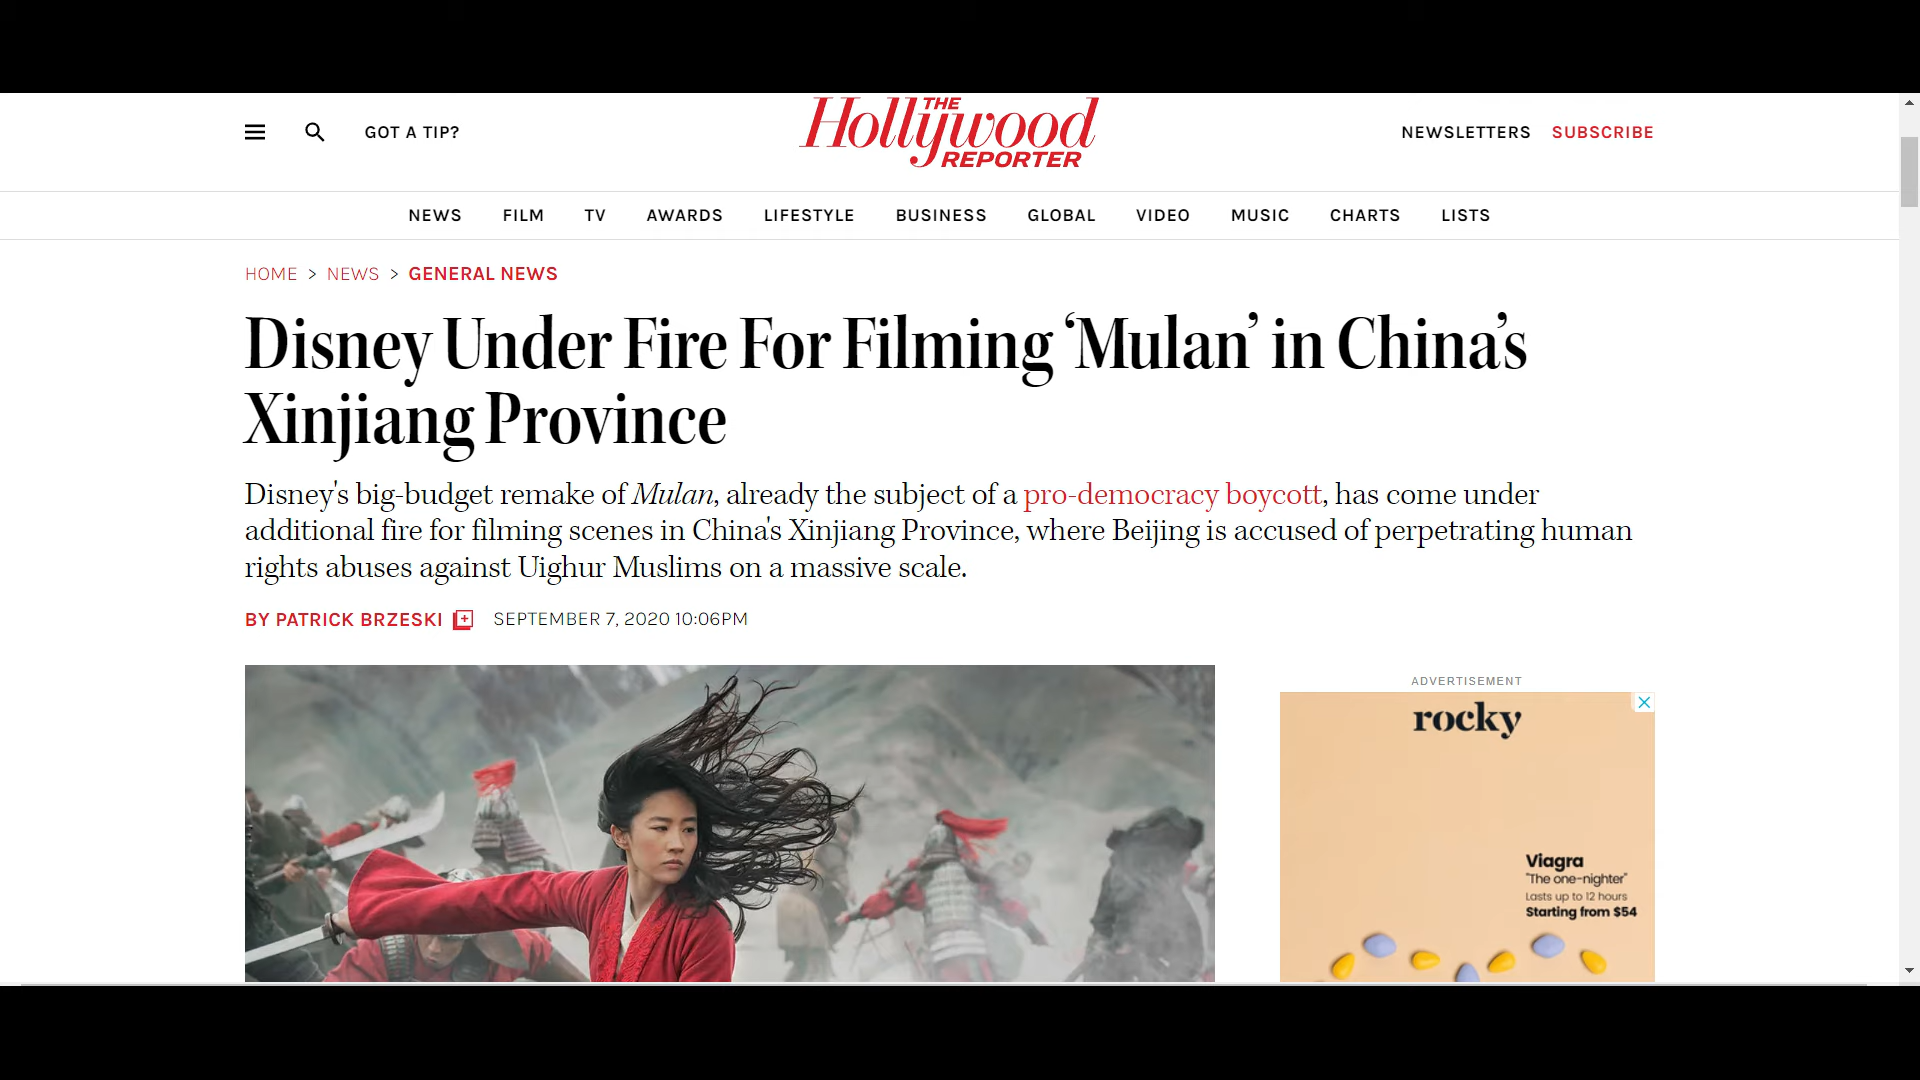 GOT A TIP?
THE
Hollywood
REPORTER
NEWSLETTERS SUBSCRIBE
NEWS FILM TV AWARDS LIFESTYLE BUSINESS GLOBAL VIDEO MUSIC CHARTS LISTS
HOME > NEWS > GENERAL NEWS
Disney Under Fire For Filming ‘Mulan’ in China’s
Xinjiang Province
Disney's big-budget remake of Mulan, already the subject of a pro-democracy boycott, has come under
additional fire for filming scenes in China's Xinjiang Province, where Beijing is accused of perpetrating human
rights abuses against Uighur Muslims on a massive scale.
BY PATRICK BRZESKI SEPTEMBER 7, 2020 10:06PM
ADVERTISEMENT
rocky
Viagra
"The one-nighter"
Lasts up to 12 hours
Starting from $54